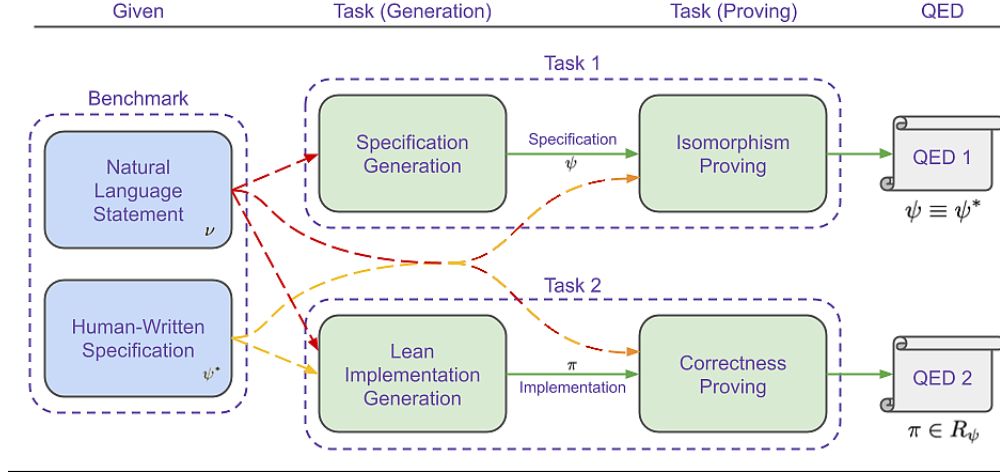 Given
Task (Generation)
Task (Proving)
QED
Task 1
Benchmark
Natural
Language
Statement
ν
Specification
Generation
Specification
ψ
Isomorphism
Proving
QED 1
ψ ≡ ψ*
Task 2
Human-Written
Specification
ψ*
Lean
Implementation
Generation
π
Implementation
Correctness
Proving
QED 2
π ∈ Rψ